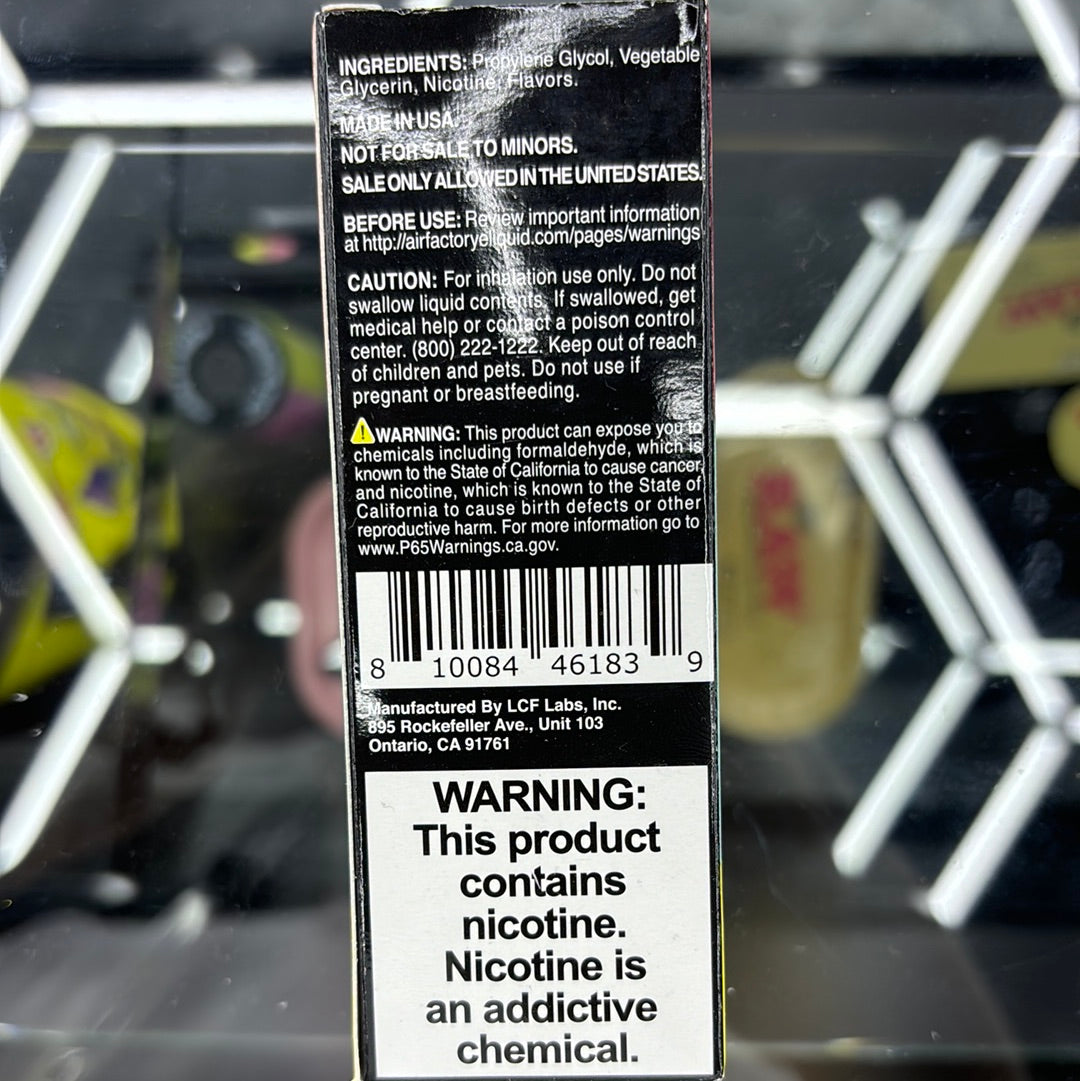 INGREDIENTS: Propylene Glycol, Vegetable
Glycerin, Nicotine, Flavors.
MADE IN USA.
NOT FOR SALE TO MINORS.
SALE ONLY ALLOWED IN THE UNITED STATES.
BEFORE USE: Review important information
at http://airfactoryeliquid.com/pages/warnings
CAUTION: For inhalation use only. Do not
swallow liquid contents. If swallowed, get
medical help or contact a poison control
center. (800) 222-1222. Keep out of reach
of children and pets. Do not use if
pregnant or breastfeeding.
WARNING: This product can expose you to
chemicals including formaldehyde, which is
known to the State of California to cause cancer,
and nicotine, which is known to the State of
California to cause birth defects or other
reproductive harm. For more information go to
www.P65Warnings.ca.gov.
8 10084 46183 9
Manufactured By LCF Labs, Inc.
895 Rockefeller Ave., Unit 103
Ontario, CA 91761
WARNING:
This product
contains
nicotine.
Nicotine is
an addictive
chemical.
RAW